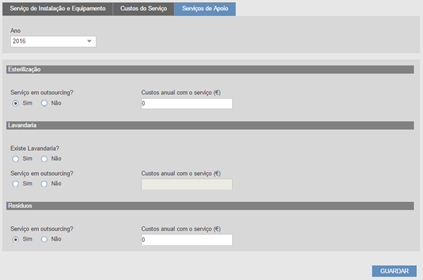 Serviço de Instalação e Equipamento Custos do Serviço Serviços de Apoio
Ano
2016
Esterilização
Serviço em outsourcing? Custos anual com o serviço (€)
Sim Não 0
Lavandaria
Existe Lavandaria?
Sim Não
Serviço em outsourcing? Custos anual com o serviço (€)
Sim Não
Resíduos
Serviço em outsourcing? Custos anual com o serviço (€)
Sim Não 0
GUARDAR